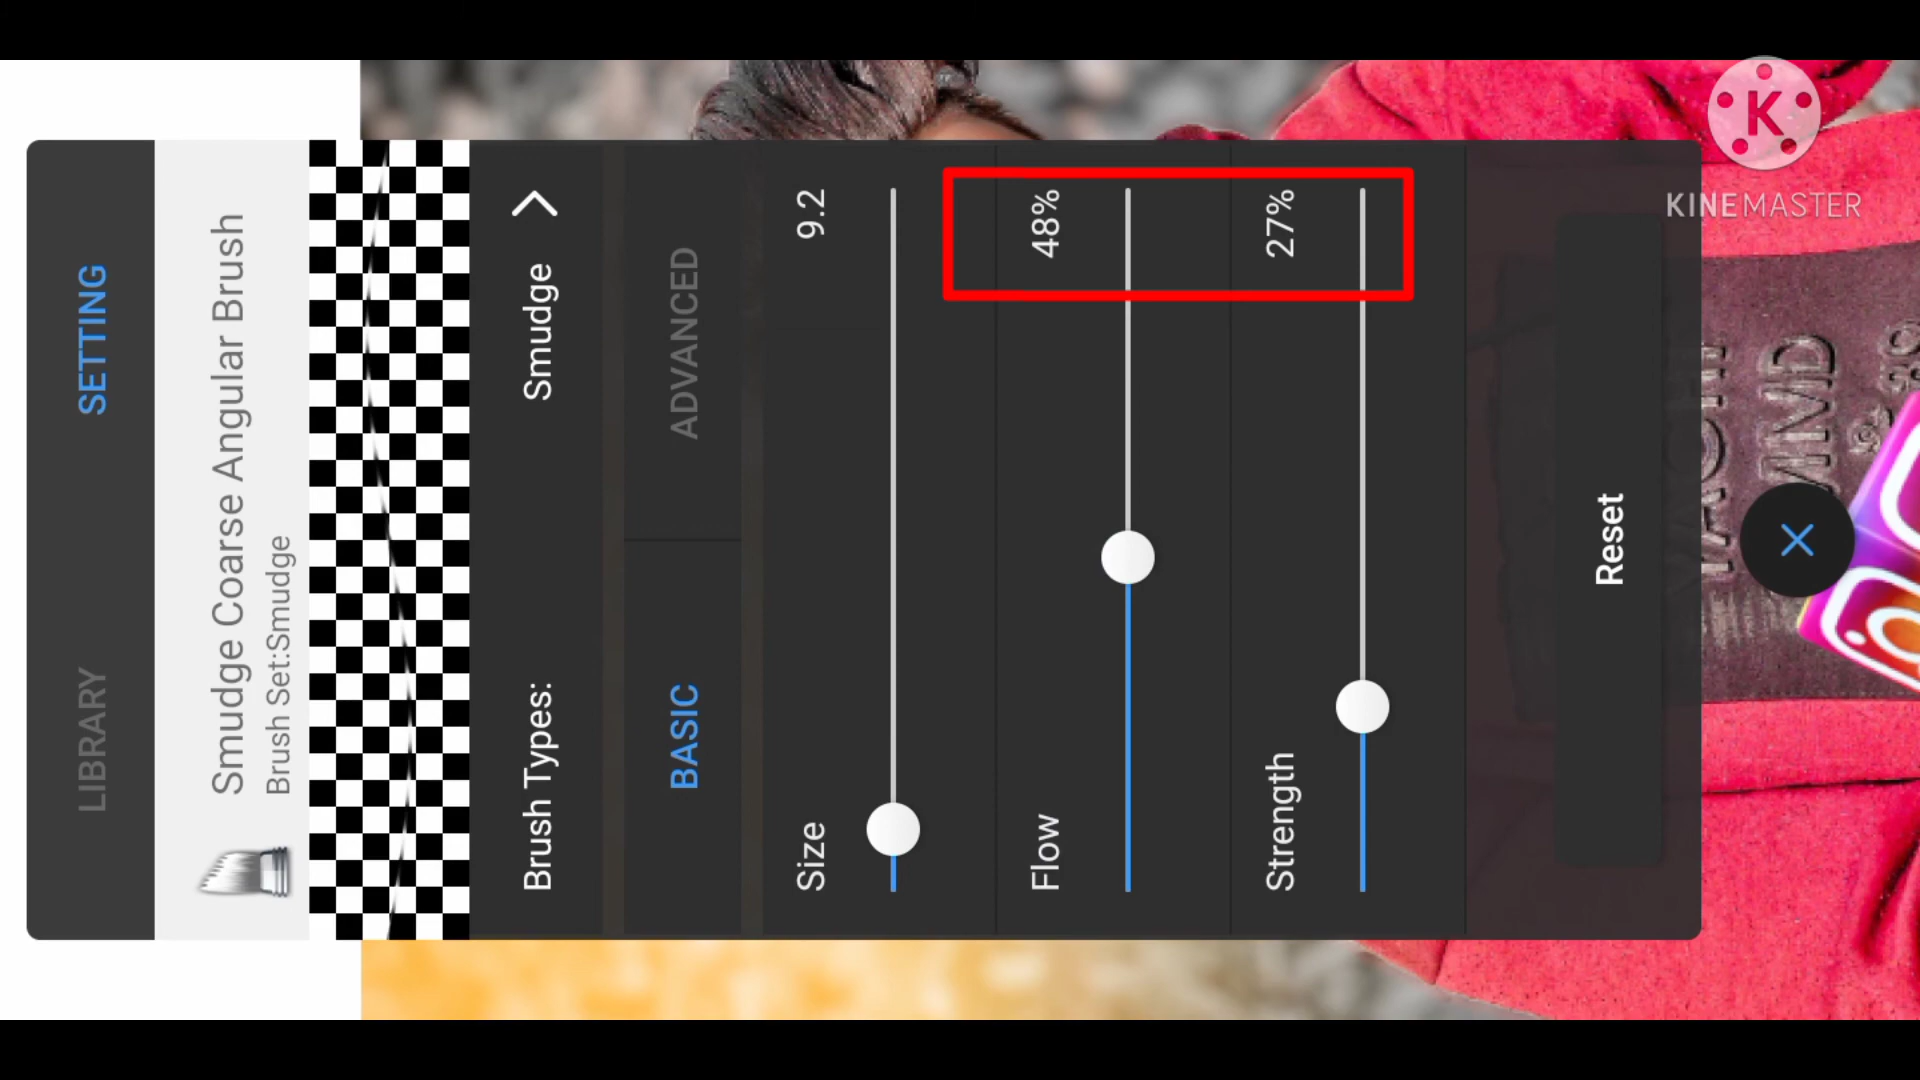 LIBRARY SETTING
Smudge Coarse Angular Brush
Brush Set:Smudge
Brush Types: Smudge
BASIC ADVANCED
Size 9.2
Flow 48%
Strength 27%
Reset
KINEMASTER
K